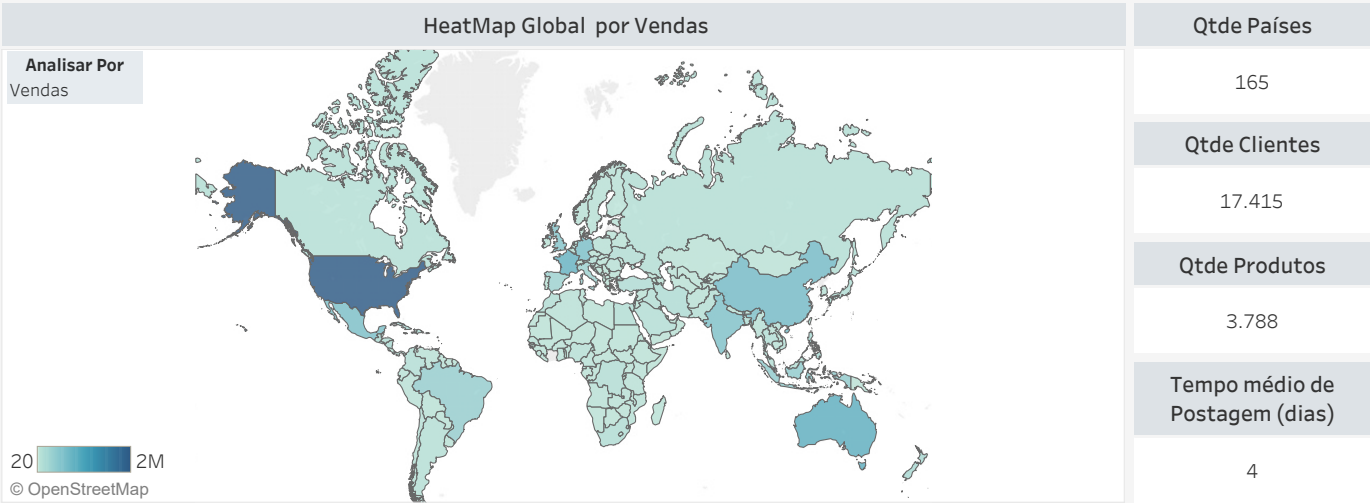 HeatMap Global por Vendas
Analisar Por
Vendas
20
2M
© OpenStreetMap
Qtde Países
165
Qtde Clientes
17.415
Qtde Produtos
3.788
Tempo médio de
Postagem (dias)
4